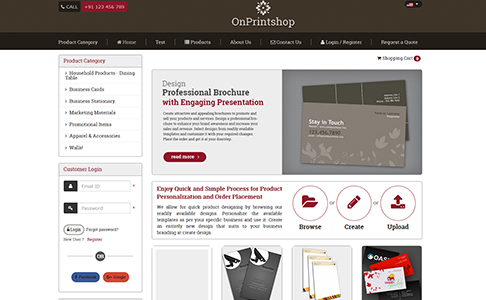 CALL +91 123 456 789
OnPrintshop
Product Category Home Test Products About Us Contact Us Login / Register Request a Quote
Shopping Cart 0
Product Category
Household Products - Dining
Table
Business Cards
Business Stationary
Marketing Materials
Promotional Items
Apparel & Accessories
Wallz!
Customer Login
Email ID *
Password *
Login Forgot password?
New User ? Register
OR
Facebook
Google
Design
Professional Brochure
with Engaging Presentation
Create attractive and appealing brochures to promote and
sell your products and services. Design a professional bro-
chure to enhance your brand awareness and increase your
sales and revenue. Select designs from readily available
templates and customize it with your required changes.
Place the order and get it at your doorstep.
read more
Stay In Touch
123.456.7890
Enjoy Quick and Simple Process for Product
Personalization and Order Placement
We allow for quick product designing by browsing our
readily available designs. Personalize the available
templates as per your specific business and use it. Create
an entirely new design that suits to your business
branding at create design.
Browse
or
Create
or
Upload